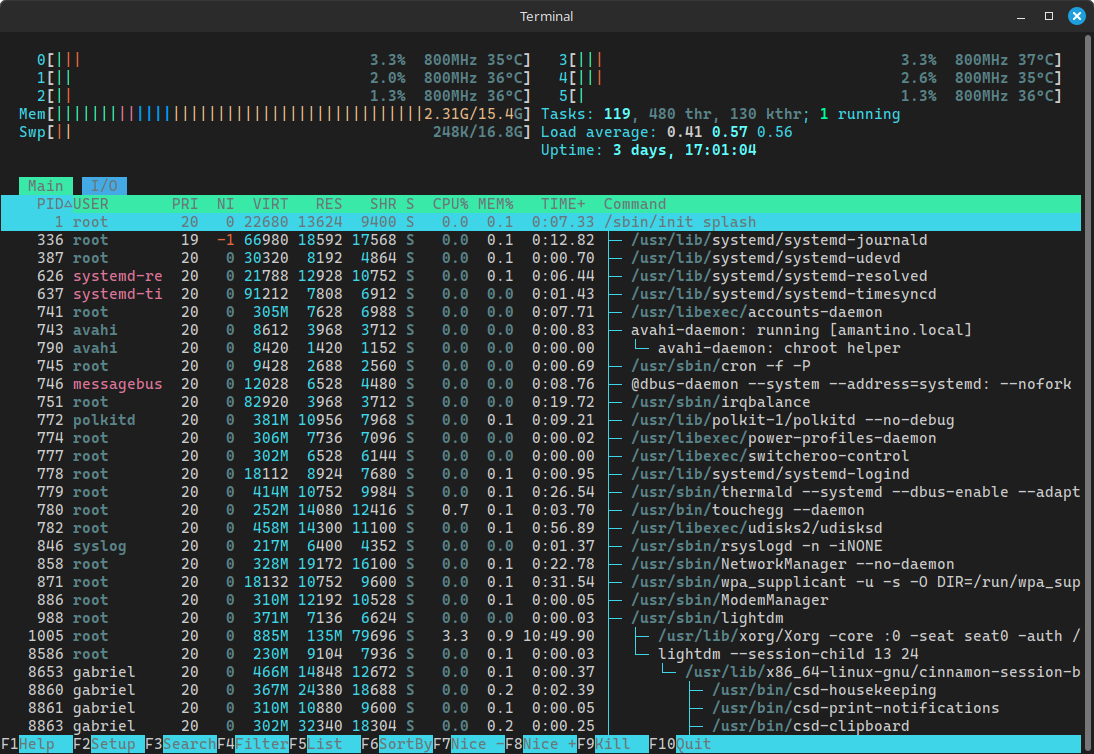 Terminal
0[||| 3.3% 800MHz 35°C] 3[||| 3.3% 800MHz 37°C]
1[|| 2.0% 800MHz 36°C] 4[||| 2.6% 800MHz 35°C]
2[|| 1.3% 800MHz 36°C] 5[| 1.3% 800MHz 36°C]
Mem[|||||||||||||||||||||||||||||||||||||||||2.31G/15.4G] Tasks: 119, 480 thr, 130 kthr; 1 running
Swp[|| 248K/16.8G] Load average: 0.41 0.57 0.56
Uptime: 3 days, 17:01:04
Main I/O
PID△USER PRI NI VIRT RES SHR S CPU% MEM% TIME+ Command
1 root 20 0 22680 13624 9400 S 0.0 0.1 0:07.33 /sbin/init splash
336 root 19 -1 66980 18592 17568 S 0.0 0.1 0:12.82 ├─ /usr/lib/systemd/systemd-journald
387 root 20 0 30320 8192 4864 S 0.0 0.1 0:00.70 ├─ /usr/lib/systemd/systemd-udevd
626 systemd-re 20 0 21788 12928 10752 S 0.0 0.1 0:06.44 ├─ /usr/lib/systemd/systemd-resolved
637 systemd-ti 20 0 91212 7808 6912 S 0.0 0.0 0:01.43 ├─ /usr/lib/systemd/systemd-timesyncd
741 root 20 0 305M 7628 6988 S 0.0 0.0 0:07.71 ├─ /usr/libexec/accounts-daemon
743 avahi 20 0 8612 3968 3712 S 0.0 0.0 0:00.83 ├─ avahi-daemon: running [amantino.local]
790 avahi 20 0 8420 1420 1152 S 0.0 0.0 0:00.00 │ └─ avahi-daemon: chroot helper
745 root 20 0 9428 2688 2560 S 0.0 0.0 0:00.69 ├─ /usr/sbin/cron -f -P
746 messagebus 20 0 12028 6528 4480 S 0.0 0.0 0:08.76 ├─ @dbus-daemon --system --address=systemd: --nofork
751 root 20 0 82920 3968 3712 S 0.0 0.0 0:19.72 ├─ /usr/sbin/irqbalance
772 polkitd 20 0 381M 10956 7968 S 0.0 0.1 0:09.21 ├─ /usr/lib/polkit-1/polkitd --no-debug
774 root 20 0 306M 7736 7096 S 0.0 0.0 0:00.02 ├─ /usr/libexec/power-profiles-daemon
777 root 20 0 302M 6528 6144 S 0.0 0.0 0:00.00 ├─ /usr/libexec/switcheroo-control
778 root 20 0 18112 8924 7680 S 0.0 0.1 0:00.95 ├─ /usr/lib/systemd/systemd-logind
779 root 20 0 414M 10752 9984 S 0.0 0.1 0:26.54 ├─ /usr/sbin/thermald --systemd --dbus-enable --adapt
780 root 20 0 252M 14080 12416 S 0.7 0.1 0:03.70 ├─ /usr/bin/touchegg --daemon
782 root 20 0 458M 14300 11100 S 0.0 0.1 0:56.89 ├─ /usr/libexec/udisks2/udisksd
846 syslog 20 0 217M 6400 4352 S 0.0 0.0 0:01.37 ├─ /usr/sbin/rsyslogd -n -iNONE
858 root 20 0 328M 19172 16100 S 0.0 0.1 0:22.78 ├─ /usr/sbin/NetworkManager --no-daemon
871 root 20 0 18132 10752 9600 S 0.0 0.1 0:31.54 ├─ /usr/sbin/wpa_supplicant -u -s -O DIR=/run/wpa_sup
886 root 20 0 310M 12192 10528 S 0.0 0.1 0:00.05 ├─ /usr/sbin/ModemManager
988 root 20 0 371M 7136 6624 S 0.0 0.0 0:00.03 ├─ /usr/sbin/lightdm
1005 root 20 0 885M 135M 79696 S 3.3 0.9 10:49.90 │ ├─ /usr/lib/xorg/Xorg -core :0 -seat seat0 -auth /
8586 root 20 0 230M 9104 7936 S 0.0 0.1 0:00.03 │ └─ lightdm --session-child 13 24
8653 gabriel 20 0 466M 14848 12672 S 0.0 0.1 0:00.37 │ └─ /usr/lib/x86_64-linux-gnu/cinnamon-session-b
8860 gabriel 20 0 367M 24380 18688 S 0.0 0.2 0:02.39 │ ├─ /usr/bin/csd-housekeeping
8861 gabriel 20 0 310M 10880 9600 S 0.0 0.1 0:00.05 │ ├─ /usr/bin/csd-print-notifications
8863 gabriel 20 0 302M 32340 18304 S 0.0 0.2 0:00.25 │ ├─ /usr/bin/csd-clipboard
F1Help F2Setup F3SearchF4FilterF5List F6SortByF7Nice -F8Nice +F9Kill F10Quit